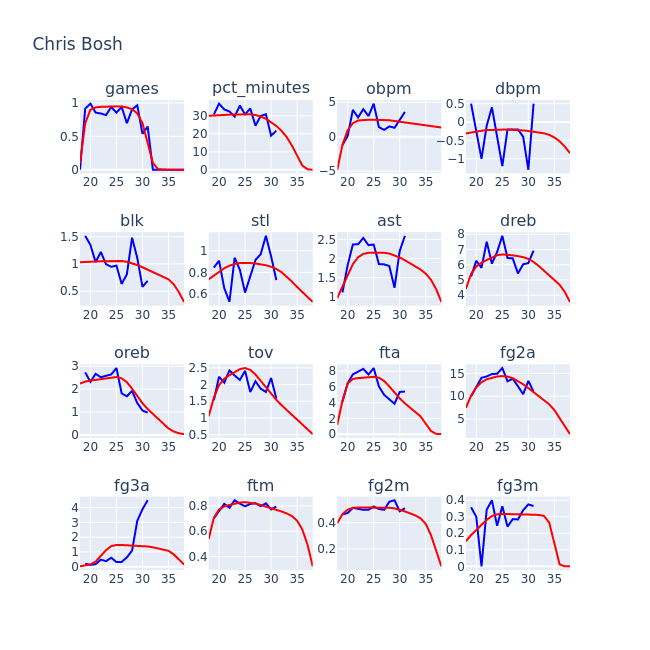 Chris Bosh
games
pct_minutes
obpm
dbpm
1
0.5
0
20 25 30 35
30
20
10
0
20 25 30 35
5
0
−5
20 25 30 35
0.5
0
−0.5
−1
20 25 30 35
blk
stl
ast
dreb
1.5
1
0.5
20 25 30 35
1
0.8
0.6
20 25 30 35
2.5
2
1.5
1
20 25 30 35
8
7
6
5
4
20 25 30 35
oreb
tov
fta
fg2a
3
2
1
0
20 25 30 35
2.5
2
1.5
1
0.5
20 25 30 35
8
6
4
2
0
20 25 30 35
15
10
5
20 25 30 35
fg3a
ftm
fg2m
fg3m
4
3
2
1
0
20 25 30 35
0.8
0.6
0.4
20 25 30 35
0.4
0.2
20 25 30 35
0.4
0.3
0.2
0.1
0
20 25 30 35